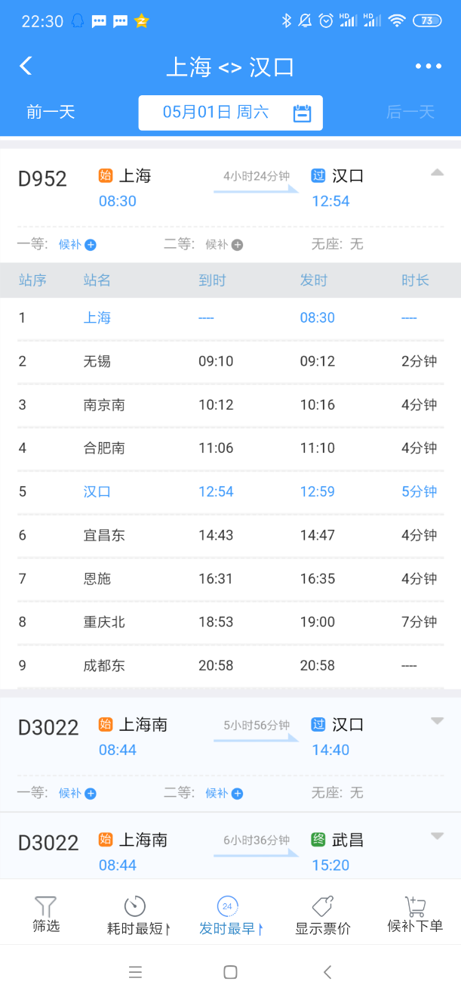 22:30 HD HD 73
上海 <> 汉口
前一天 05月01日 周六 后一天
D952 始 上海 4小时24分钟 过 汉口
08:30 12:54
一等: 候补 二等: 候补 无座: 无
站序 站名 到时 发时 时长
1 上海 ---- 08:30 ----
2 无锡 09:10 09:12 2分钟
3 南京南 10:12 10:16 4分钟
4 合肥南 11:06 11:10 4分钟
5 汉口 12:54 12:59 5分钟
6 宜昌东 14:43 14:47 4分钟
7 恩施 16:31 16:35 4分钟
8 重庆北 18:53 19:00 7分钟
9 成都东 20:58 20:58 ----
D3022 始 上海南 5小时56分钟 过 汉口
08:44 14:40
一等: 候补 二等: 候补 无座: 无
D3022 始 上海南 6小时36分钟 终 武昌
08:44 15:20
24
筛选 耗时最短 发时最早 显示票价 候补下单